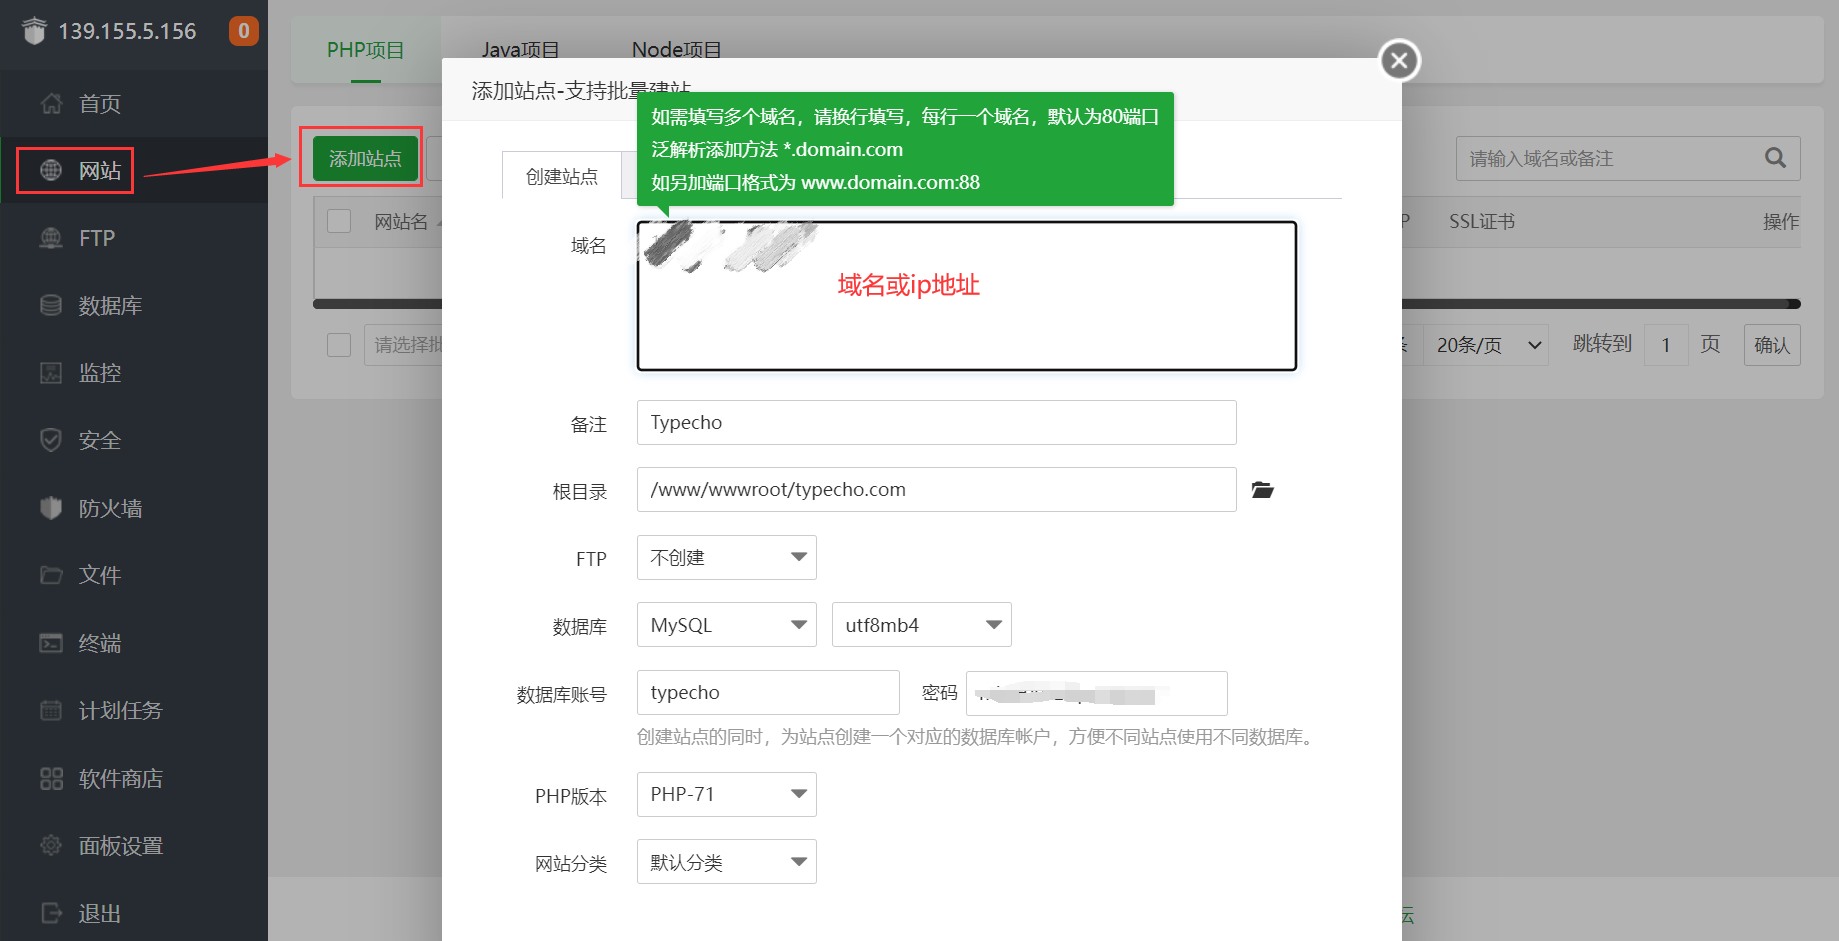 139.155.5.156
0
首页
网站
FTP
数据库
监控
安全
防火墙
文件
终端
计划任务
软件商店
面板设置
退出
PHP项目
Java项目
Node项目
添加站点
请输入域名或备注
网站名
SSL证书
操作
请选择批
20条/页
跳转到
1
页
确认
添加站点-支持批量建站
如需填写多个域名，请换行填写，每行一个域名，默认为80端口
泛解析添加方法 *.domain.com
如另加端口格式为 www.domain.com:88
创建站点
域名
域名或ip地址
备注
Typecho
根目录
/www/wwwroot/typecho.com
FTP
不创建
数据库
MySQL
utf8mb4
数据库账号
typecho
密码
创建站点的同时，为站点创建一个对应的数据库帐户，方便不同站点使用不同数据库。
PHP版本
PHP-71
网站分类
默认分类